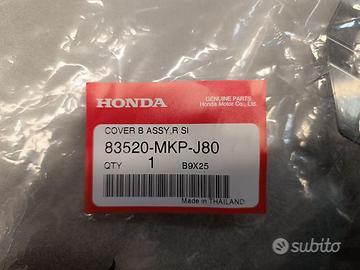 HONDA
GENUINE PARTS
Honda Motor Co., Ltd.
COVER B ASSY,R SI
83520-MKP-J80
QTY 1 B9X25
Made in THAILAND
subito